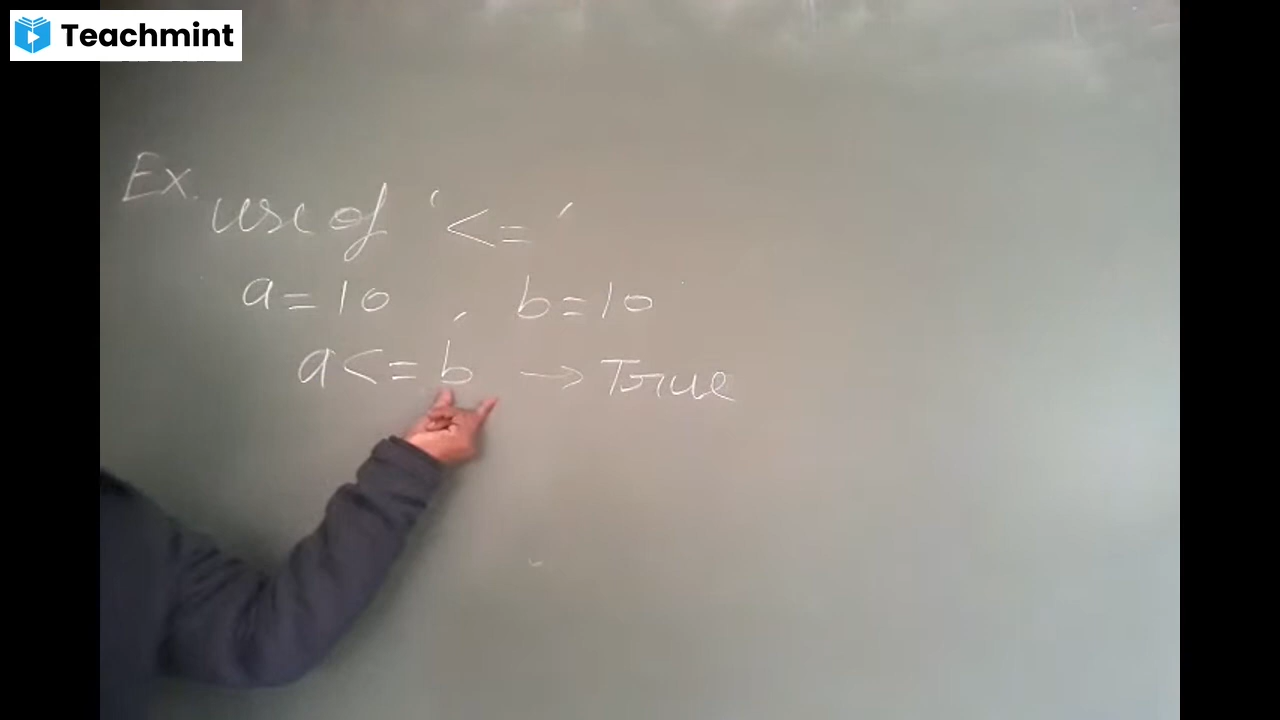 Teachmint
Ex. use of '<='
a=10 , b=10
a<=b → True